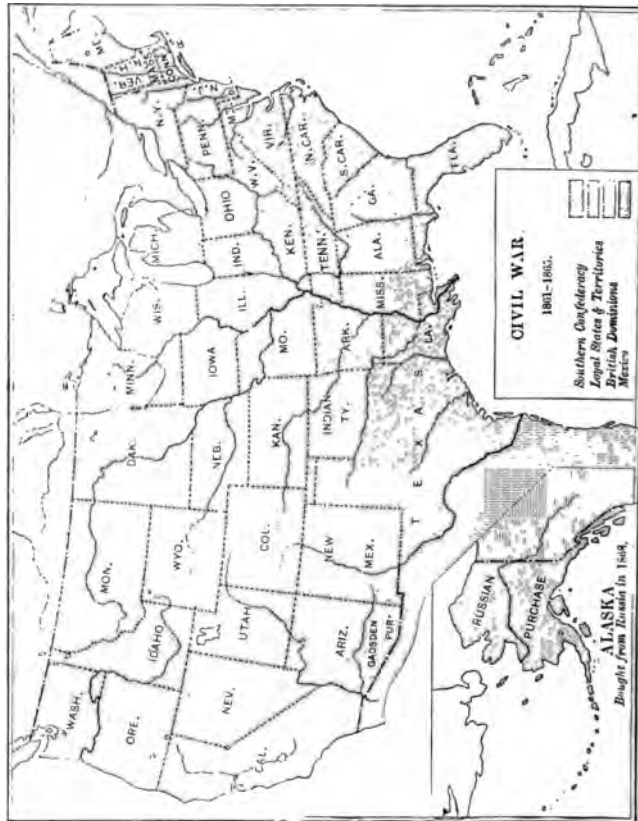 WASH.
ORE.
CAL.
NEV.
IDAHO
MON.
WYO.
UTAH
COL.
ARIZ.
GADSDEN
PUR.
NEW
MEX.
DAK.
NEB.
KAN.
INDIAN
TY.
TEXAS
MINN.
IOWA
MO.
ARK.
LA.
WIS.
ILL.
MICH.
IND.
OHIO
KEN.
TENN.
MISS.
ALA.
GA.
FLA.
S. CAR.
N. CAR.
VIR.
W. V.
PENN.
N.Y.
N.J.
VER.
N.H.
ME.
CONN.
CIVIL WAR.
1861–1865.
Southern Confederacy
Loyal States & Territories
British Dominions
Mexico
RUSSIAN
PURCHASE
ALASKA
Bought from Russia in 1868.